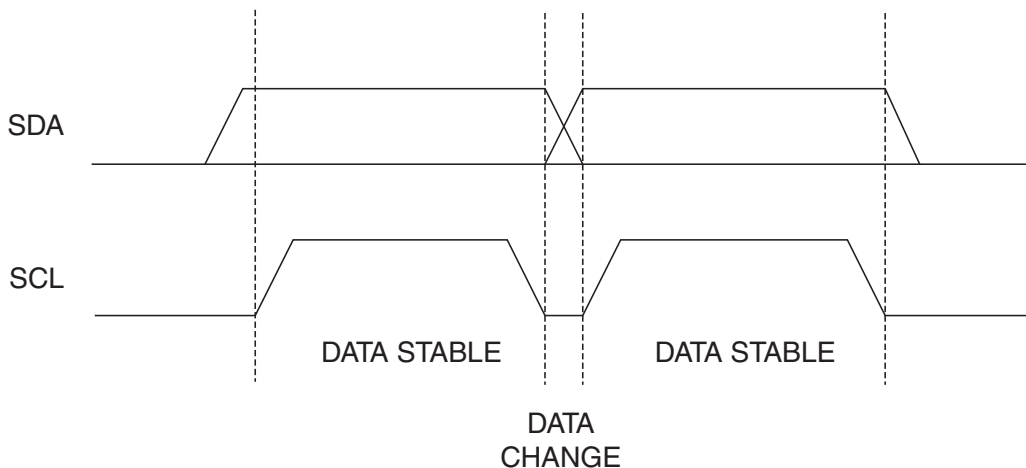 SDA
SCL
DATA STABLE
DATA STABLE
DATA
CHANGE